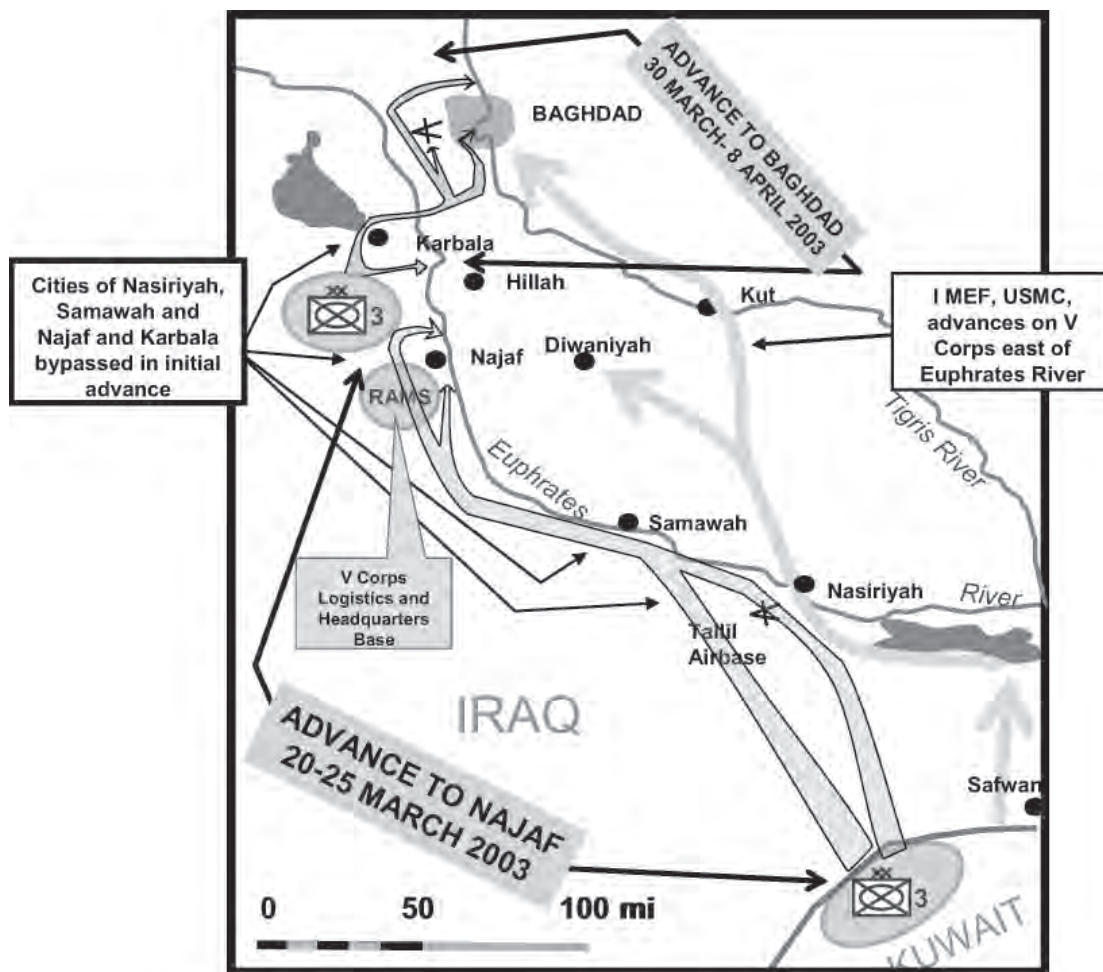 ADVANCE TO BAGHDAD
30 MARCH- 8 APRIL 2003
BAGHDAD
Karbala
Cities of Nasiriyah,
Samawah and
Najaf and Karbala
bypassed in initial
advance
XX
3
Hillah
Kut
I MEF, USMC,
advances on V
Corps east of
Euphrates River
Najaf
Diwaniyah
RAMS
Tigris River
Euphrates
Samawah
V Corps
Logistics and
Headquarters
Base
Nasiriyah
River
Tallil
Airbase
IRAQ
ADVANCE TO NAJAF
20-25 MARCH 2003
Safwan
XX
3
0 50 100 mi
KUWAIT